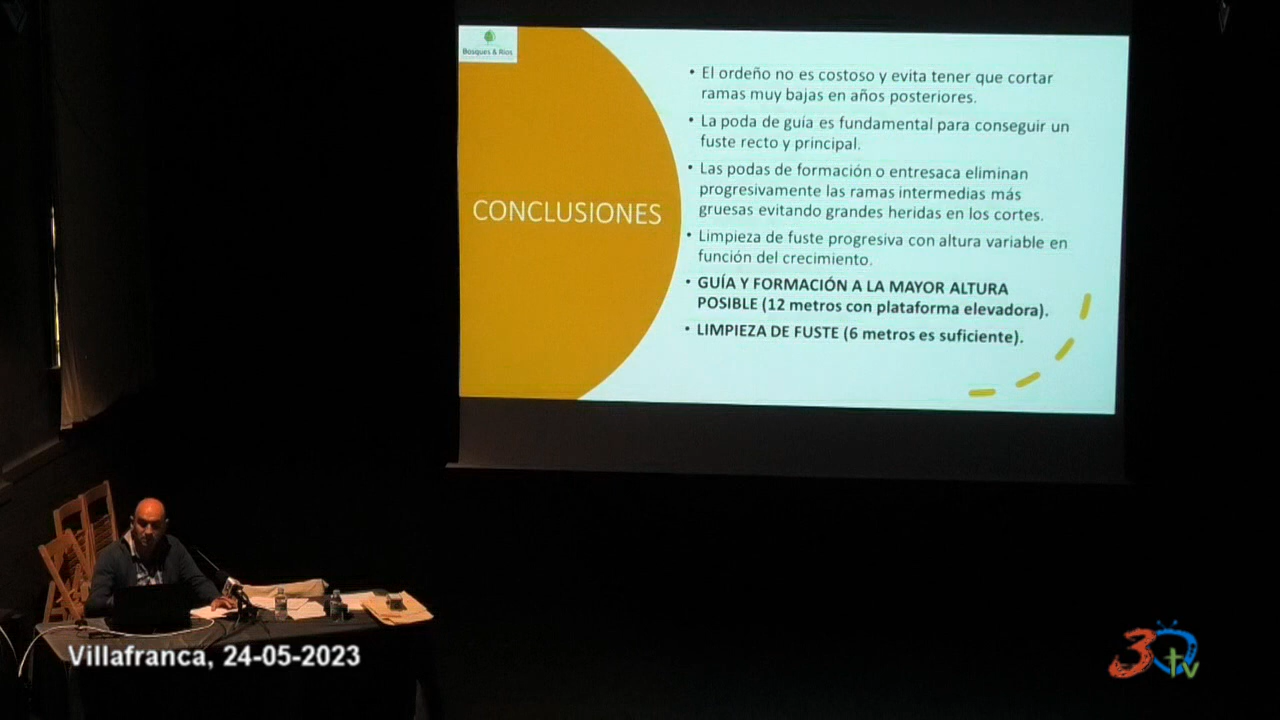 Bosques & Ríos
CONCLUSIONES
• El ordeño no es costoso y evita tener que cortar
ramas muy bajas en años posteriores.
• La poda de guía es fundamental para conseguir un
fuste recto y principal.
• Las podas de formación o entresaca eliminan
progresivamente las ramas intermedias más
gruesas evitando grandes heridas en los cortes.
• Limpieza de fuste progresiva con altura variable en
función del crecimiento.
• GUÍA Y FORMACIÓN A LA MAYOR ALTURA
POSIBLE (12 metros con plataforma elevadora).
• LIMPIEZA DE FUSTE (6 metros es suficiente).
Villafranca, 24-05-2023
3Qtv